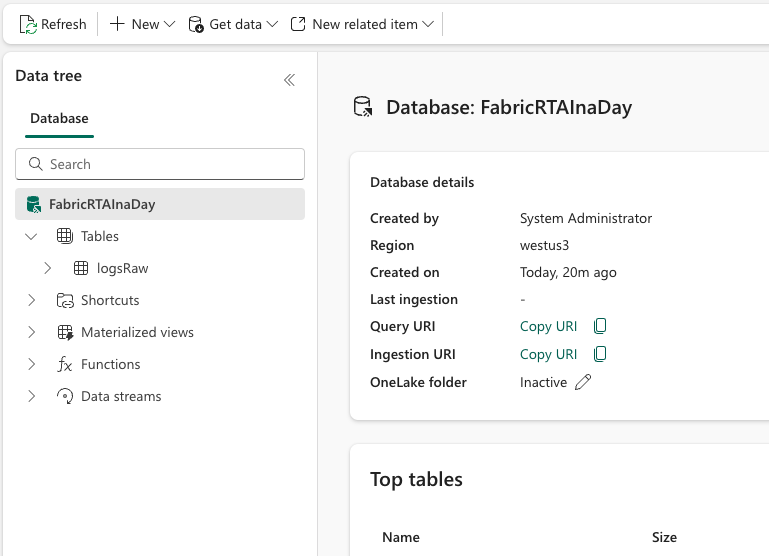 Refresh New Get data New related item
Data tree
Database
Search
FabricRTAInaDay
Tables
logsRaw
Shortcuts
Materialized views
Functions
Data streams
Database: FabricRTAInaDay
Database details
Created by System Administrator
Region westus3
Created on Today, 20m ago
Last ingestion -
Query URI Copy URI
Ingestion URI Copy URI
OneLake folder Inactive
Top tables
Name Size